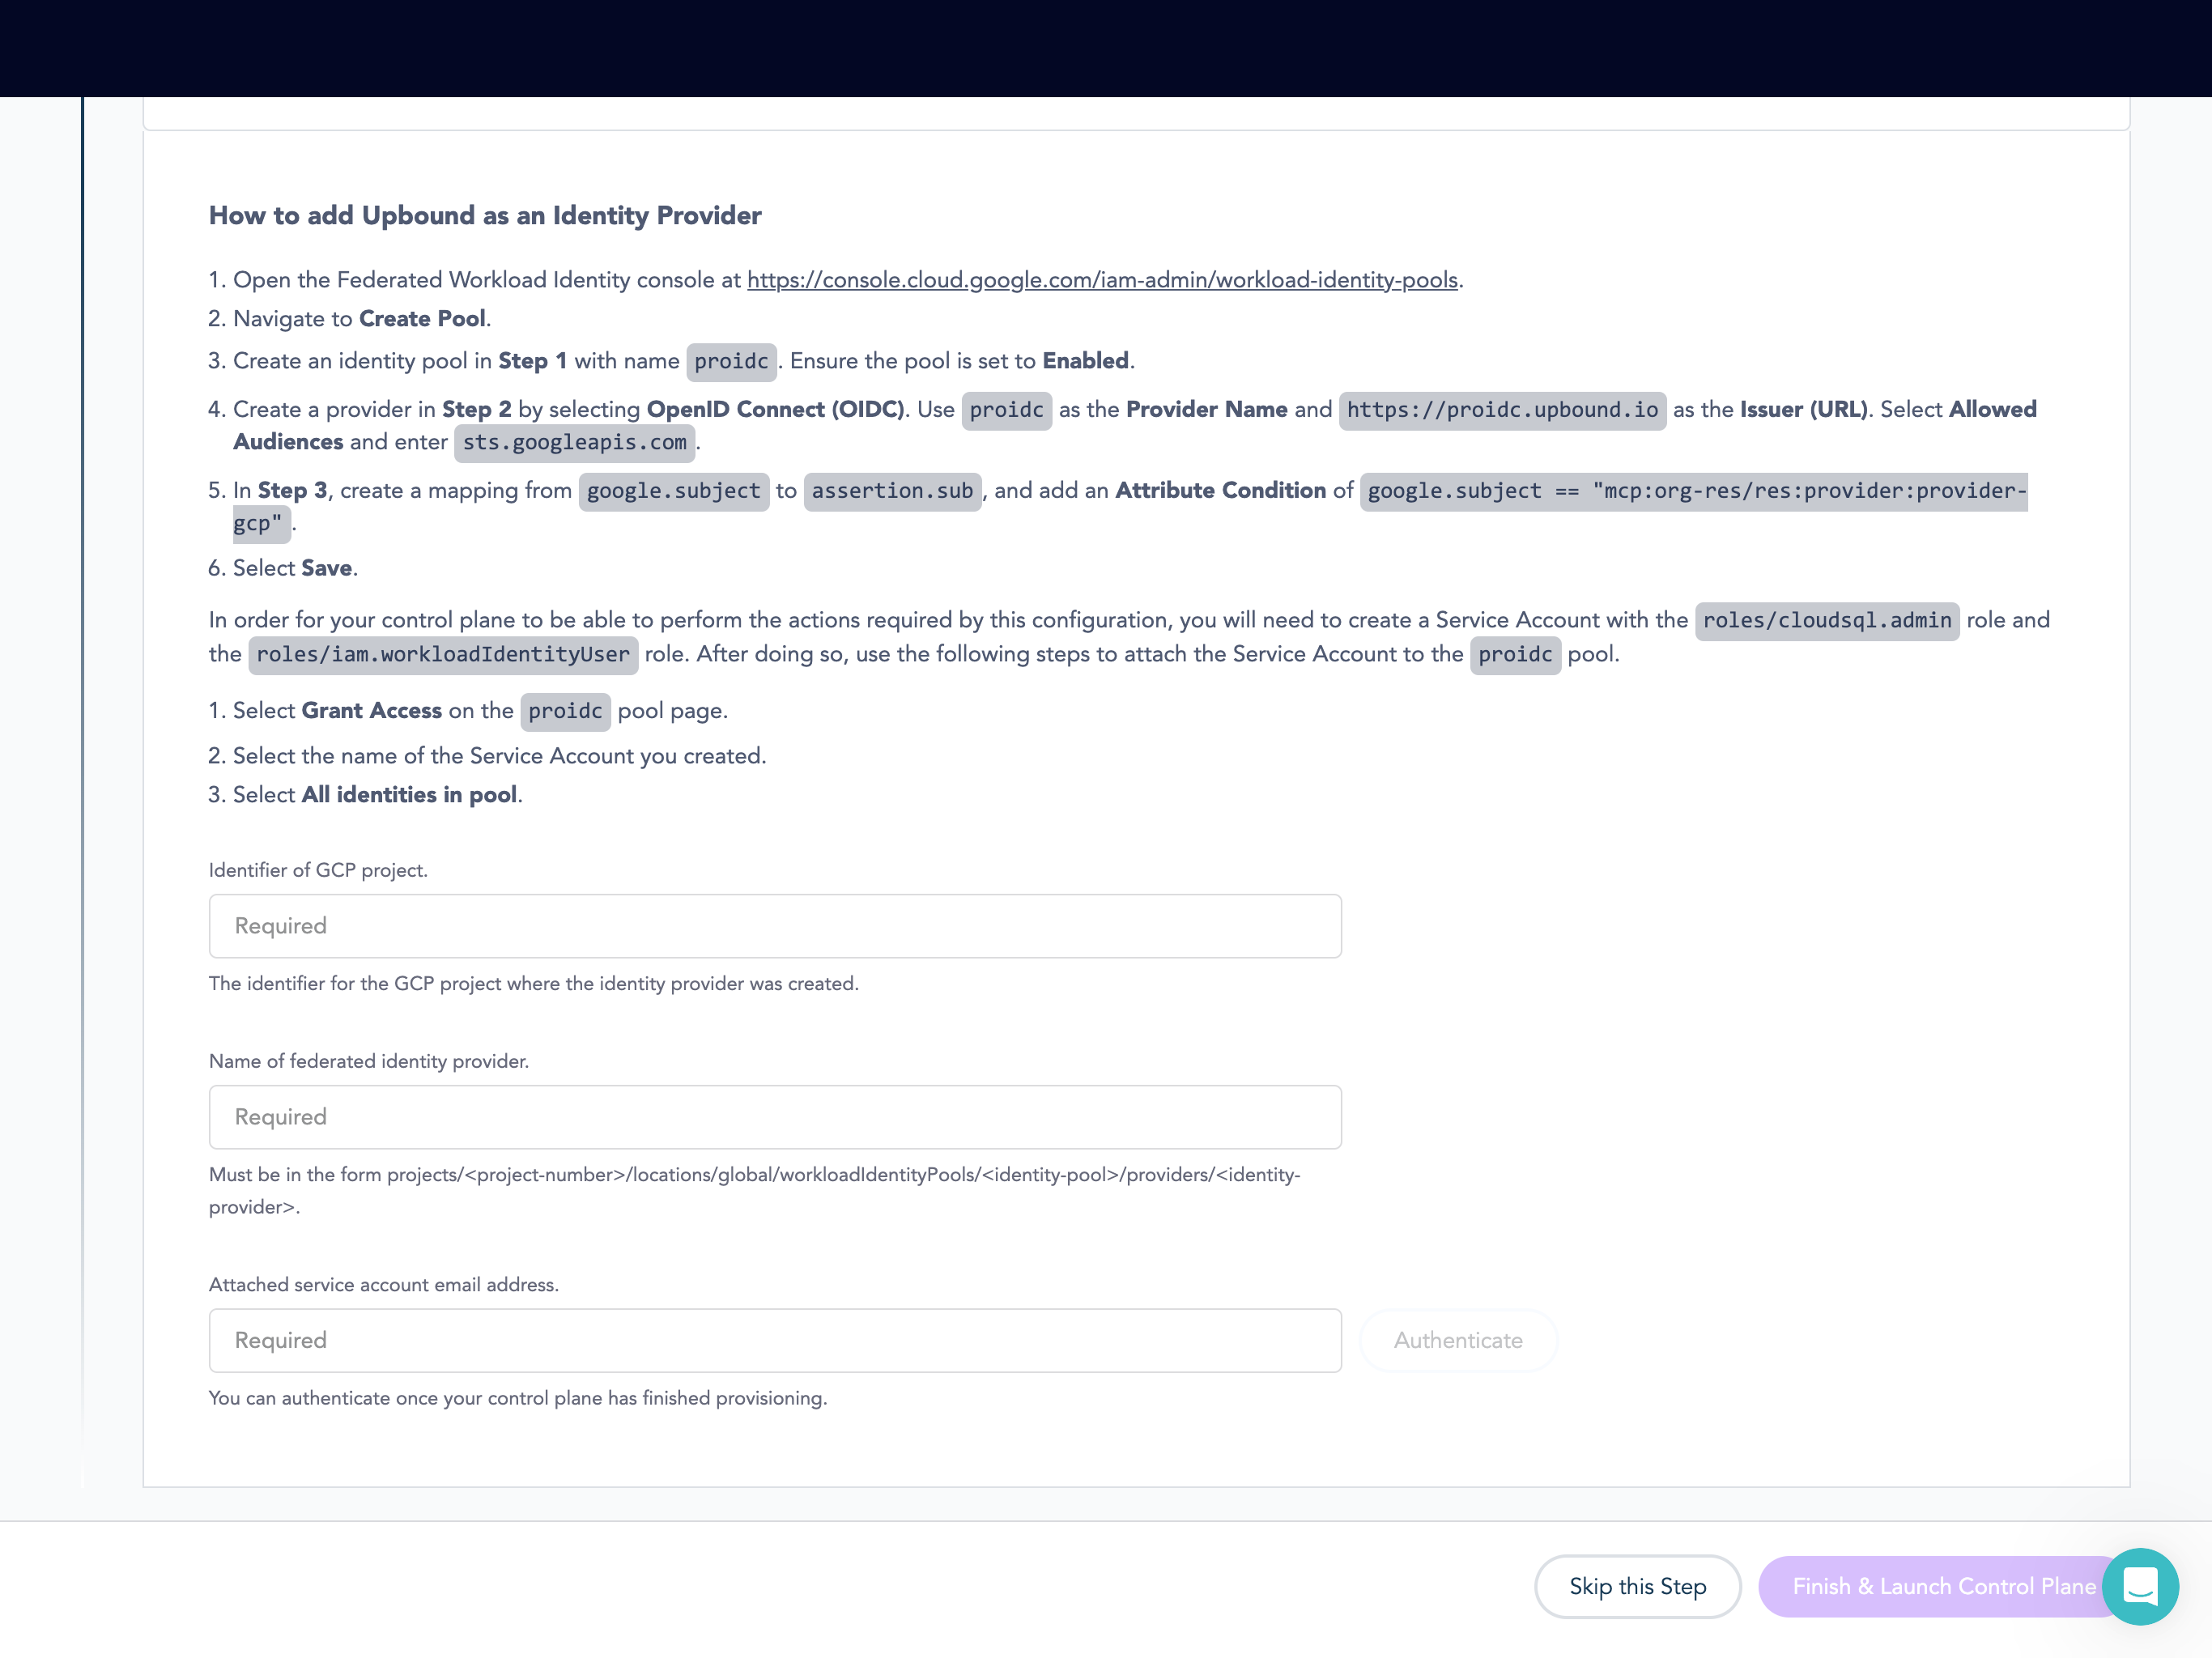 How to add Upbound as an Identity Provider
1. Open the Federated Workload Identity console at https://console.cloud.google.com/iam-admin/workload-identity-pools.
2. Navigate to Create Pool.
3. Create an identity pool in Step 1 with name proidc. Ensure the pool is set to Enabled.
4. Create a provider in Step 2 by selecting OpenID Connect (OIDC). Use proidc as the Provider Name and https://proidc.upbound.io as the Issuer (URL). Select Allowed
Audiences and enter sts.googleapis.com.
5. In Step 3, create a mapping from google.subject to assertion.sub, and add an Attribute Condition of google.subject == "mcp:org-res/res:provider:provider-
gcp".
6. Select Save.
In order for your control plane to be able to perform the actions required by this configuration, you will need to create a Service Account with the roles/cloudsql.admin role and
the roles/iam.workloadIdentityUser role. After doing so, use the following steps to attach the Service Account to the proidc pool.
1. Select Grant Access on the proidc pool page.
2. Select the name of the Service Account you created.
3. Select All identities in pool.
Identifier of GCP project.
Required
The identifier for the GCP project where the identity provider was created.
Name of federated identity provider.
Required
Must be in the form projects/<project-number>/locations/global/workloadIdentityPools/<identity-pool>/providers/<identity-
provider>.
Attached service account email address.
Required
Authenticate
You can authenticate once your control plane has finished provisioning.
Skip this Step
Finish & Launch Control Plane